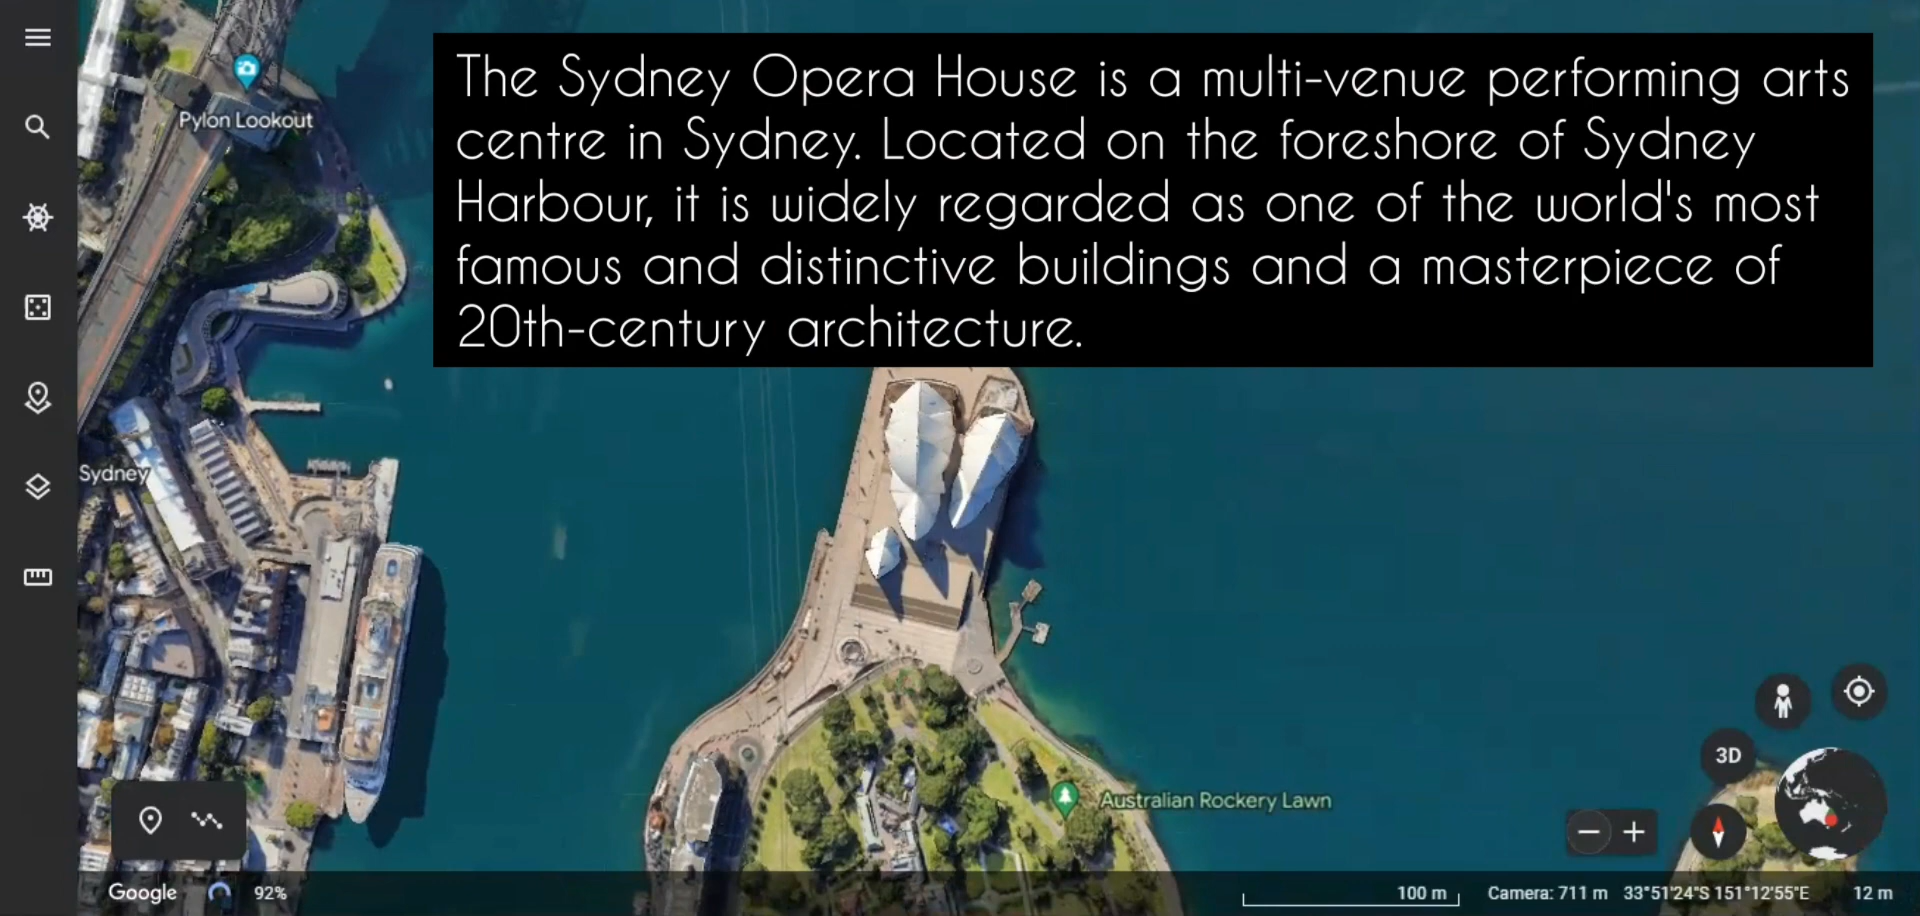 The Sydney Opera House is a multi-venue performing arts
centre in Sydney. Located on the foreshore of Sydney
Harbour, it is widely regarded as one of the world's most
famous and distinctive buildings and a masterpiece of
20th-century architecture.
Pylon Lookout
Sydney
3D
Australian Rockery Lawn
Google 92% 100 m Camera: 711 m 33°51'24"S 151°12'55"E 12 m